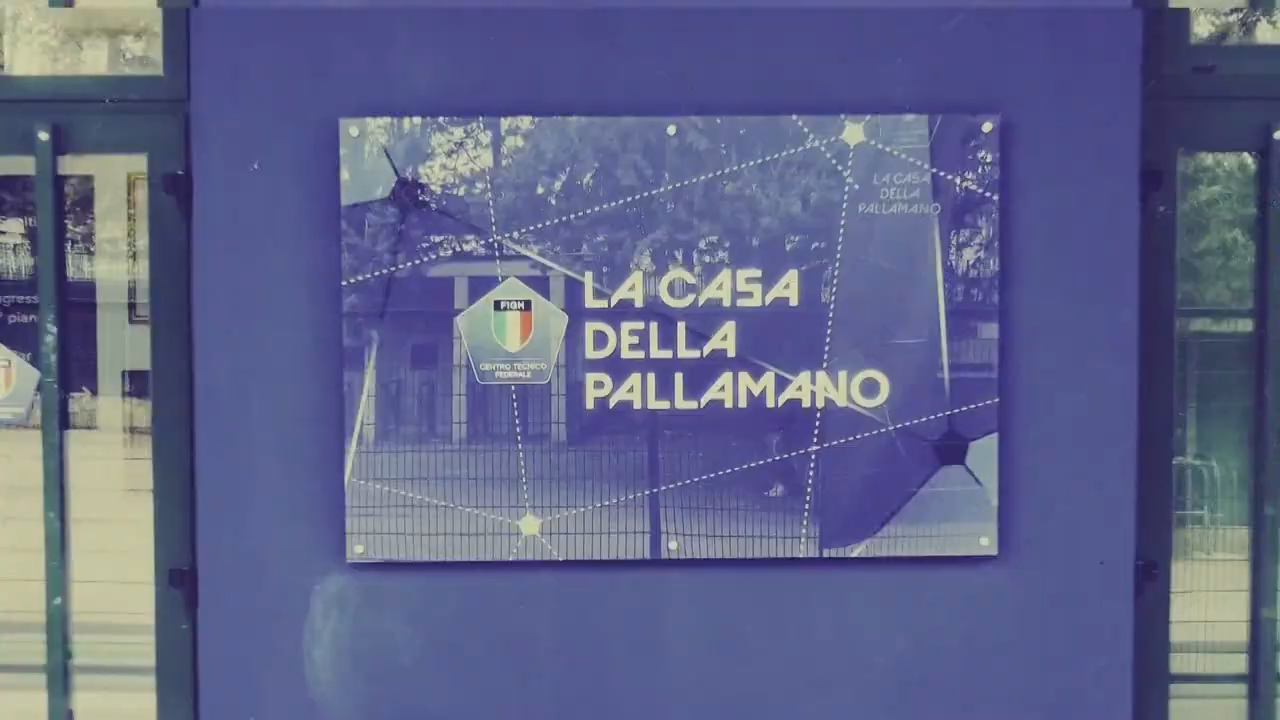 LA CASA
DELLA
PALLAMANO
FIGH
CENTRO TECNICO
FEDERALE
LA CASA
DELLA
PALLAMANO